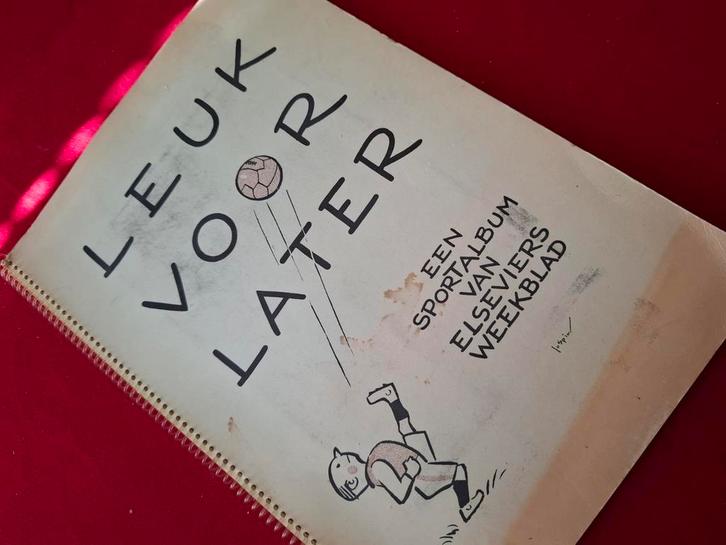 LEUK
VOOR
LATER
EEN
SPORTALBUM
VAN
ELSEVIERS
WEEKBLAD